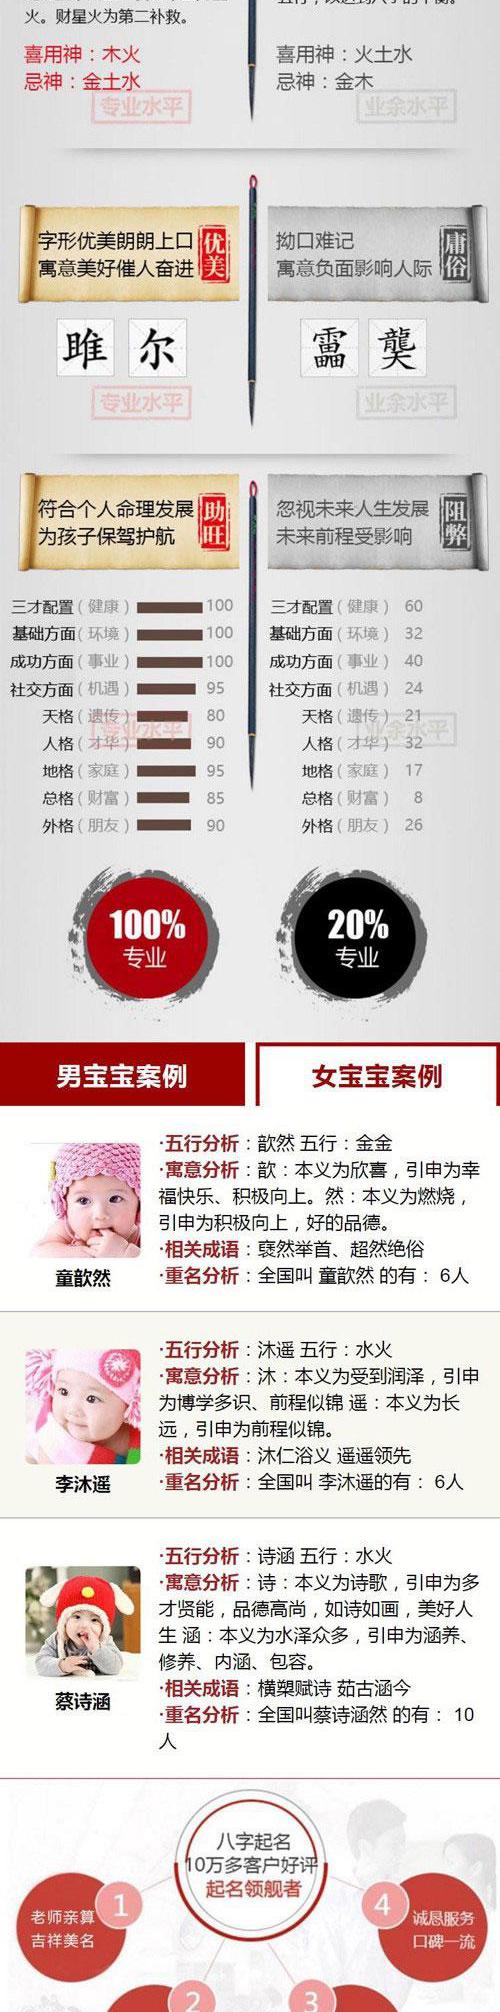 火。财星火为第二补救。
喜用神：木火
忌神：金土水
专业水平
喜用神：火土水
忌神：金木
业余水平
字形优美朗朗上口
寓意美好催人奋进
优美
拗口难记
寓意负面影响人际
庸俗
雎 尔
靐 龑
专业水平
业余水平
符合个人命理发展
为孩子保驾护航
助旺
忽视未来人生发展
未来前程受影响
阻弊
三才配置（健康） 100
基础方面（环境） 100
成功方面（事业） 100
社交方面（机遇） 95
天格（遗传） 80
人格（才华） 90
地格（家庭） 95
总格（财富） 85
外格（朋友） 90
专业水平
三才配置（健康） 60
基础方面（环境） 32
成功方面（事业） 40
社交方面（机遇） 24
天格（遗传） 21
人格（才华） 32
地格（家庭） 17
总格（财富） 8
外格（朋友） 26
业余水平
100%
专业
20%
专业
男宝宝案例
女宝宝案例
·五行分析：歆然 五行：金金
·寓意分析：歆：本义为欣喜，引申为幸
福快乐、积极向上。然：本义为燃烧，
引申为积极向上，好的品德。
·相关成语：裒然举首、超然绝俗
·重名分析：全国叫 童歆然 的有： 6人
童歆然
·五行分析：沐遥 五行：水火
·寓意分析：沐：本义为受到润泽，引申
为博学多识、前程似锦 遥：本义为长
远，引申为前程似锦。
·相关成语：沐仁浴义 遥遥领先
·重名分析：全国叫 李沐遥的有： 6人
李沐遥
·五行分析：诗涵 五行：水火
·寓意分析：诗：本义为诗歌，引申为多
才贤能，品德高尚，如诗如画，美好人
生 涵：本义为水泽众多，引申为涵养、
修养、内涵、包容。
·相关成语：横槊赋诗 茹古涵今
·重名分析：全国叫蔡诗涵然 的有： 10
人
蔡诗涵
八字起名
10万多客户好评
起名领舰者
1
老师亲算
吉祥美名
4
诚恳服务
口碑一流
2
3